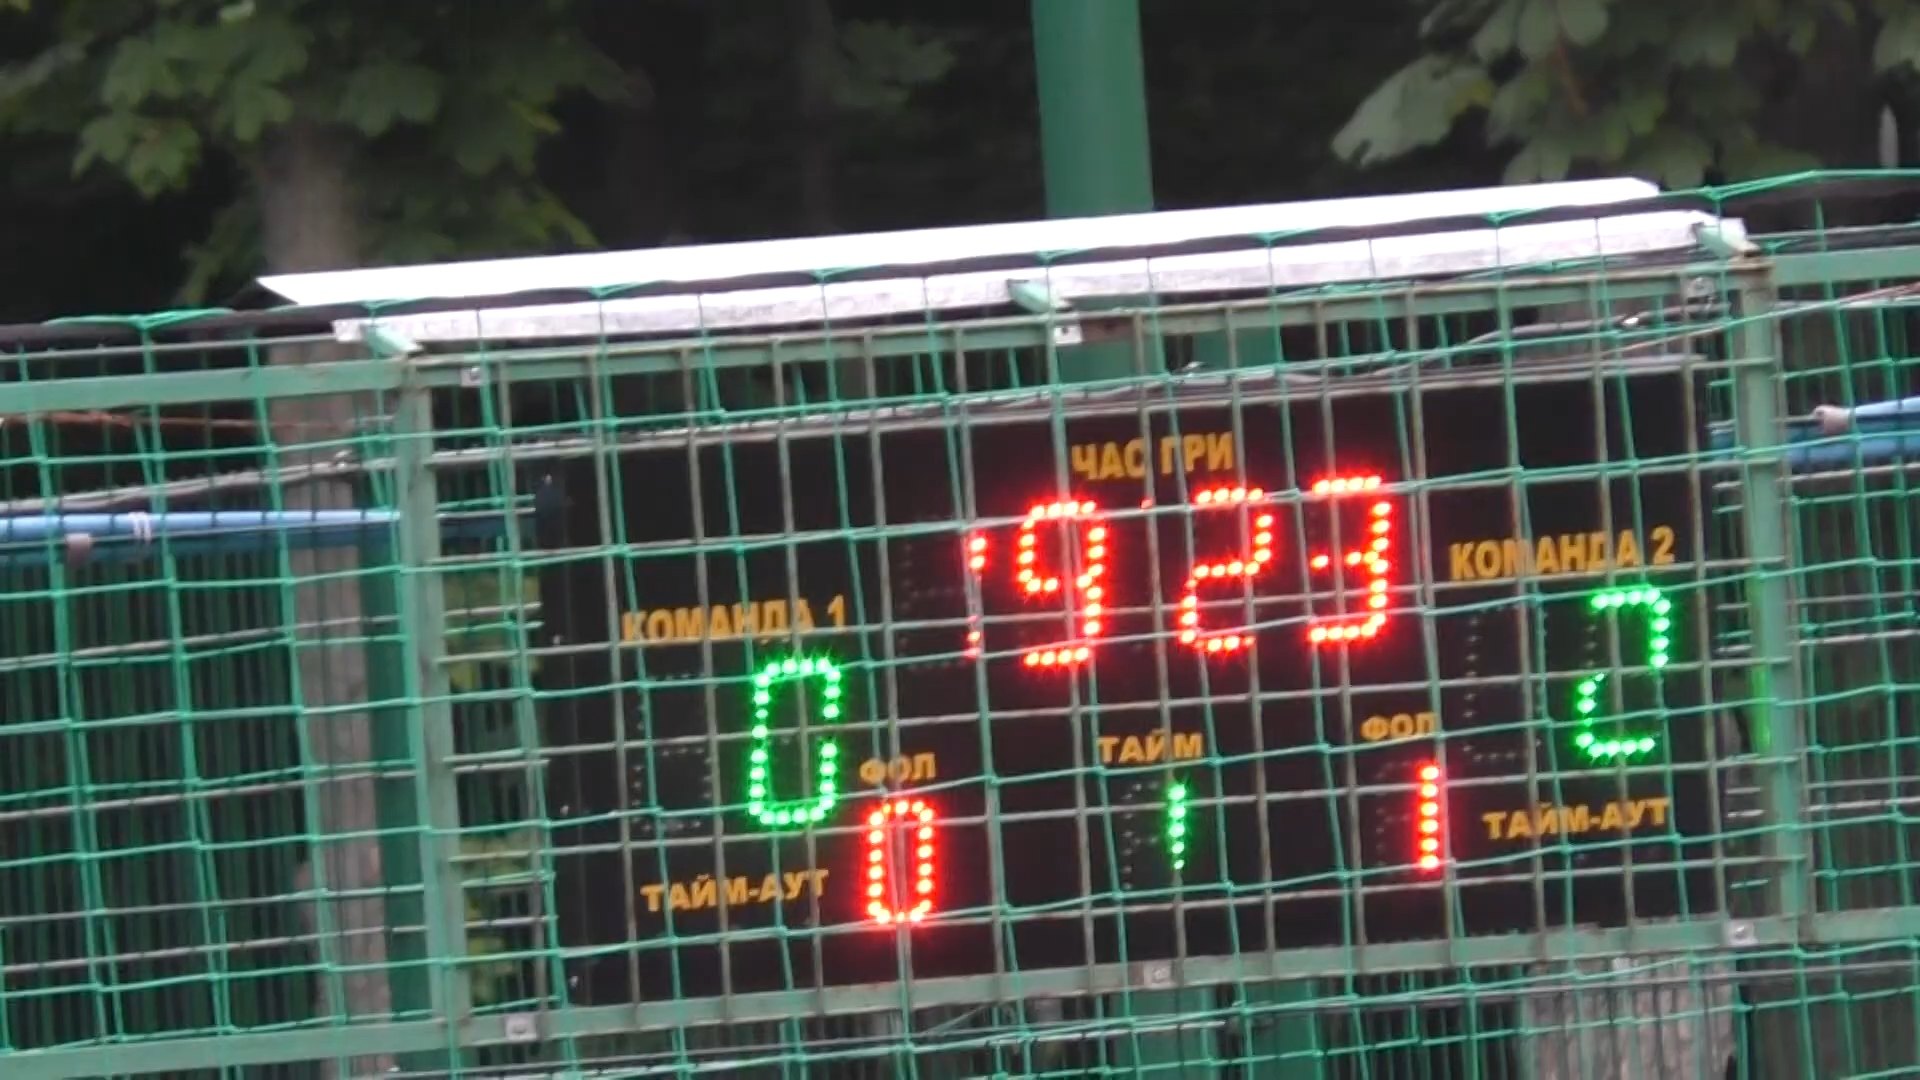 ЧАС ГРИ
19 23
КОМАНДА 1
КОМАНДА 2
0
2
ФОЛ
ТАЙМ
ФОЛ
0
1
1
ТАЙМ-АУТ
ТАЙМ-АУТ